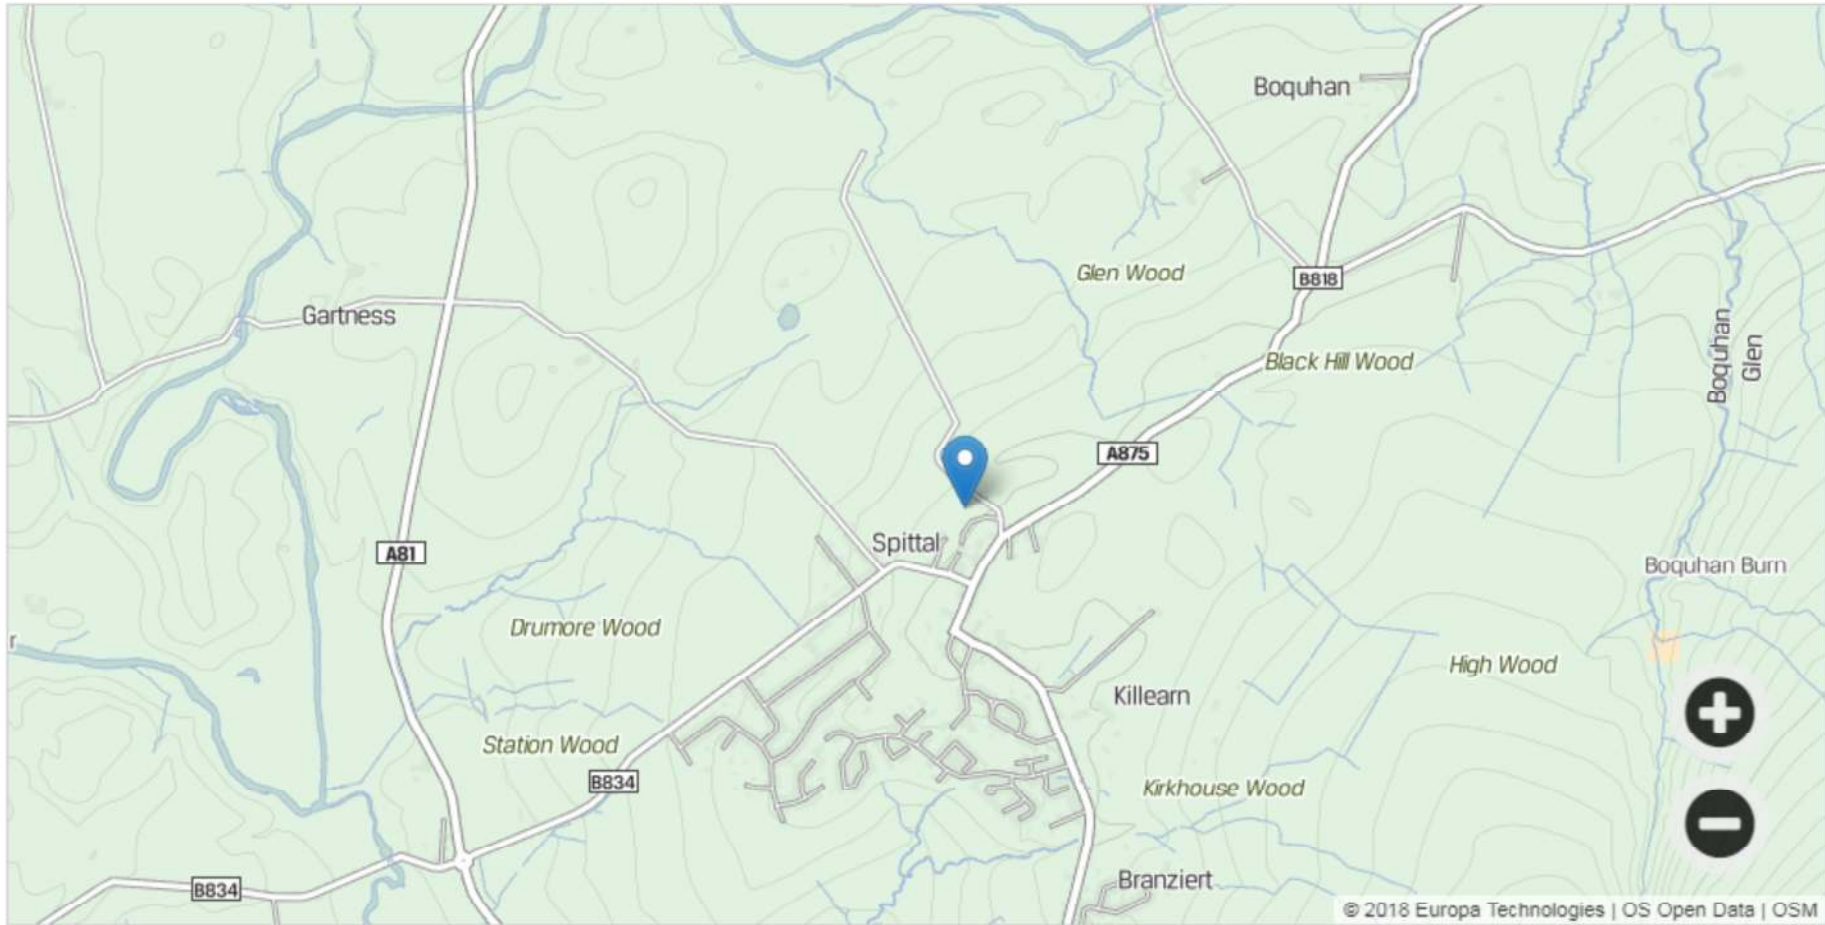 Boquhan
Glen Wood
B818
Gartness
Black Hill Wood
Boquhan
Glen
A875
Spittal
A81
Boquhan Burn
Drumore Wood
r
High Wood
Killearn
Station Wood
B834
Kirkhouse Wood
Branziert
B834
© 2018 Europa Technologies | OS Open Data | OSM